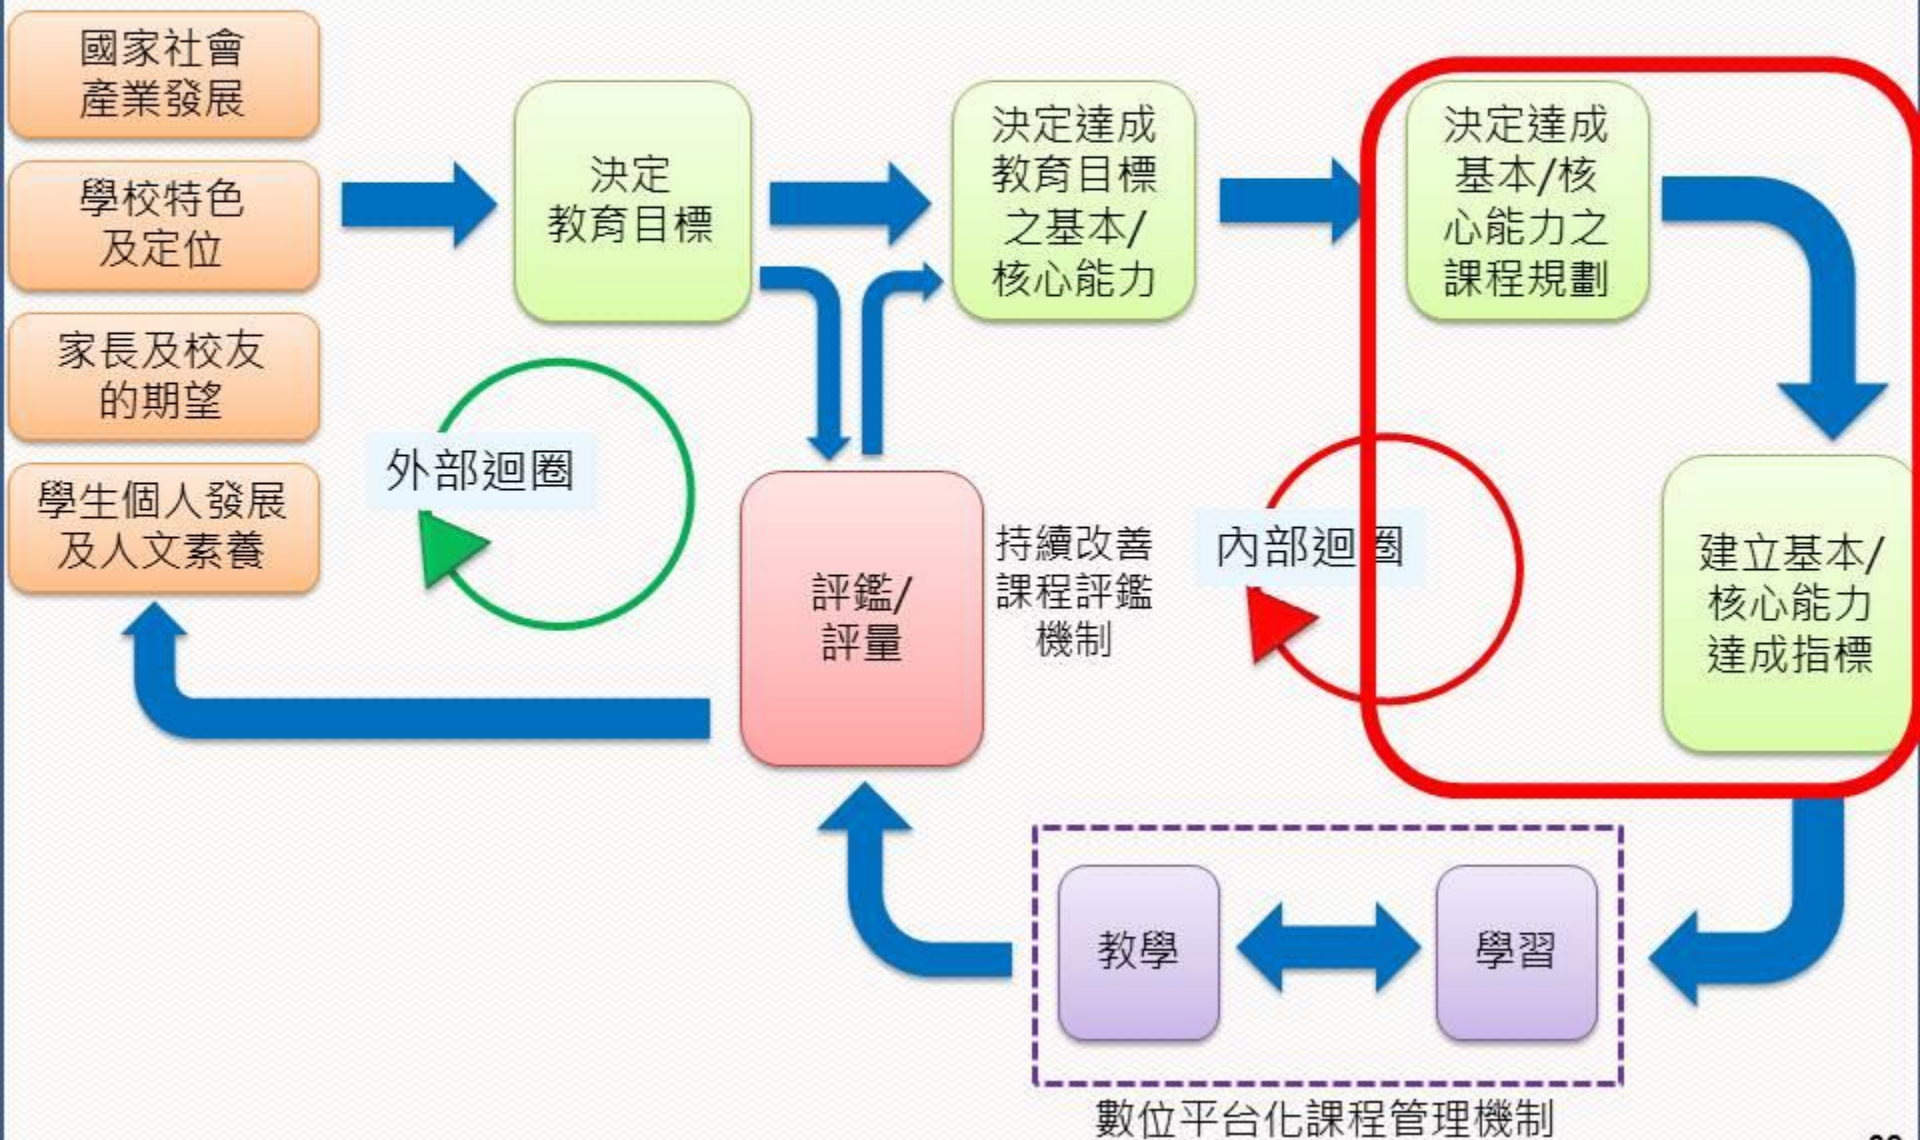 國家社會
產業發展
學校特色
及定位
家長及校友
的期望
學生個人發展
及人文素養
決定
教育目標
決定達成
教育目標
之基本/
核心能力
決定達成
基本/核
心能力之
課程規劃
外部迴圈
評鑑/
評量
持續改善
課程評鑑
機制
內部迴圈
建立基本/
核心能力
達成指標
教學
學習
數位平台化課程管理機制